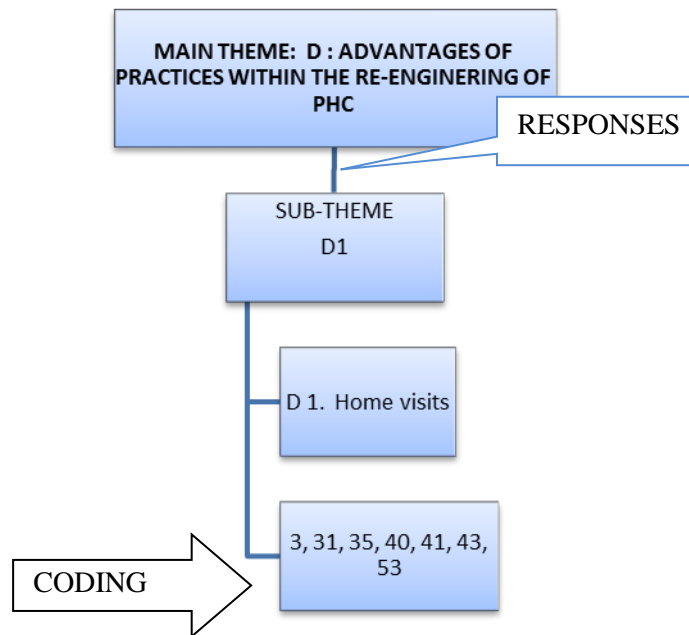 MAIN THEME:  D : ADVANTAGES OF
PRACTICES WITHIN THE RE-ENGINERING OF
PHC
RESPONSES
SUB-THEME
D1
D 1.  Home visits
3, 31, 35, 40, 41, 43,
53
CODING